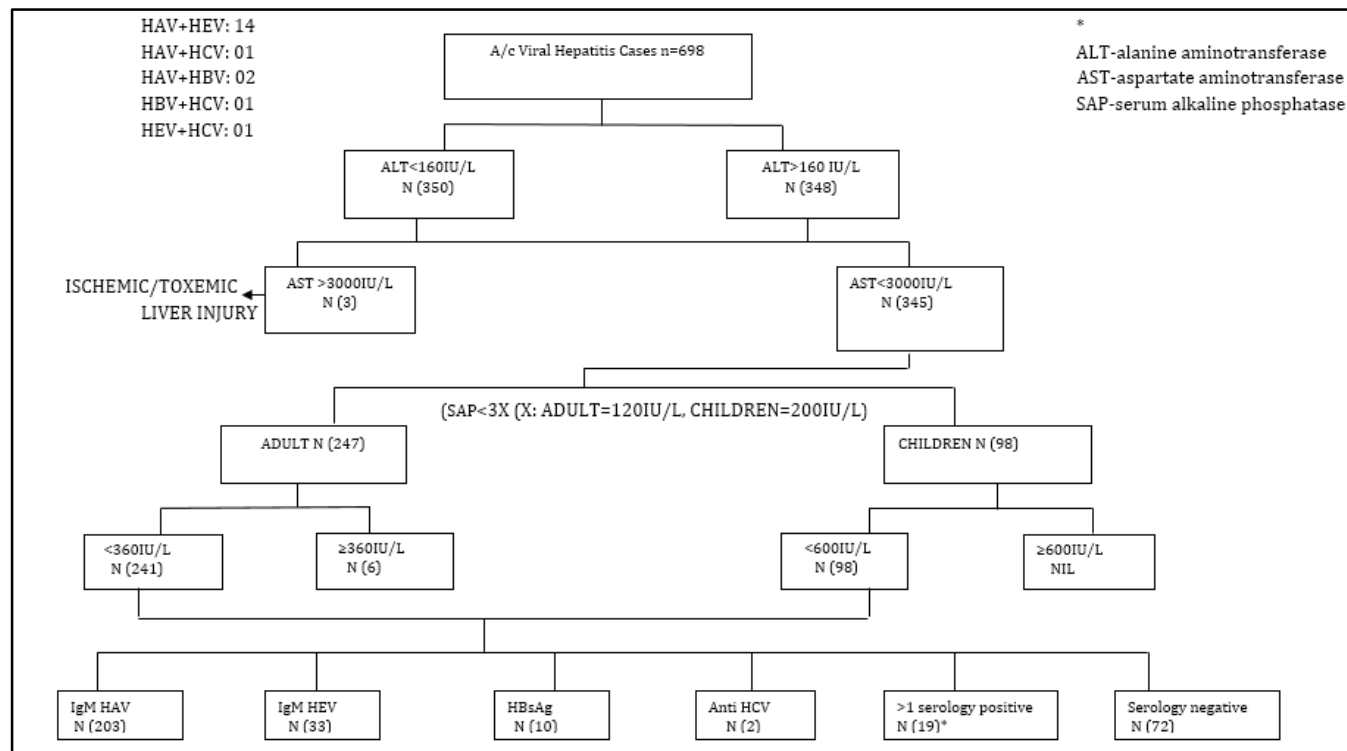 HAV+HEV: 14
HAV+HCV: 01
HAV+HBV: 02
HBV+HCV: 01
HEV+HCV: 01
A/c Viral Hepatitis Cases n=698
*
ALT-alanine aminotransferase
AST-aspartate aminotransferase
SAP-serum alkaline phosphatase
ALT<160IU/L
N (350)
ALT>160 IU/L
N (348)
ISCHEMIC/TOXEMIC
LIVER INJURY
AST >3000IU/L
N (3)
AST<3000IU/L
N (345)
(SAP<3X (X: ADULT=120IU/L, CHILDREN=200IU/L)
ADULT N (247)
CHILDREN N (98)
<360IU/L
N (241)
≥360IU/L
N (6)
<600IU/L
N (98)
≥600IU/L
NIL
IgM HAV
N (203)
IgM HEV
N (33)
HBsAg
N (10)
Anti HCV
N (2)
>1 serology positive
N (19)*
Serology negative
N (72)